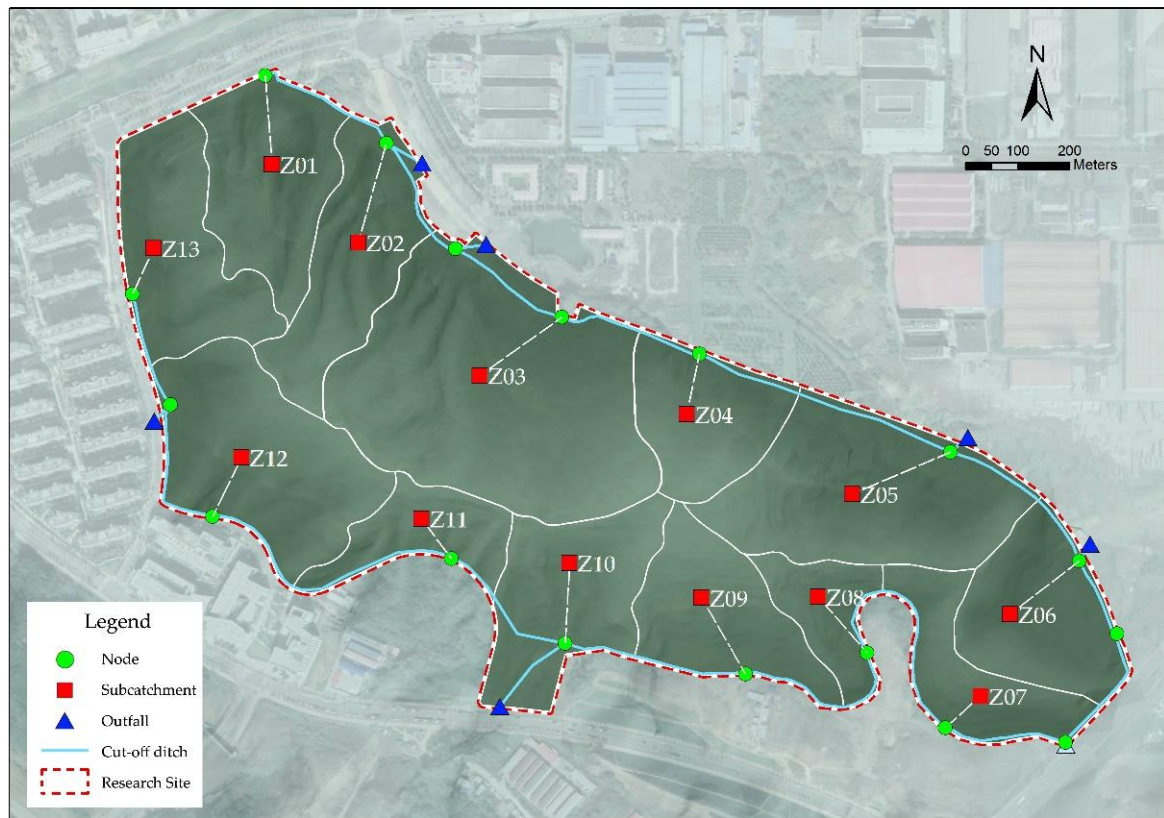 N
0 50 100 200
Meters
Z01
Z02
Z13
Z03
Z04
Z12
Z05
Z11
Z10
Z09
Z08
Z06
Z07
Legend
Node
Subcatchment
Outfall
Cut-off ditch
Research Site